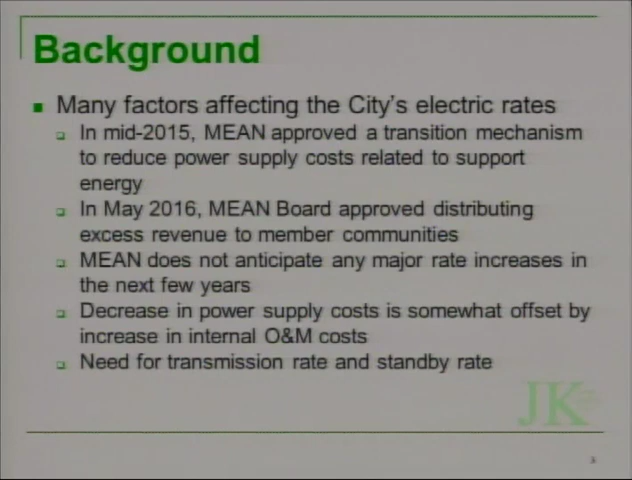 Background
Many factors affecting the City's electric rates
In mid-2015, MEAN approved a transition mechanism
to reduce power supply costs related to support
energy
In May 2016, MEAN Board approved distributing
excess revenue to member communities
MEAN does not anticipate any major rate increases in
the next few years
Decrease in power supply costs is somewhat offset by
increase in internal O&M costs
Need for transmission rate and standby rate
JK
3